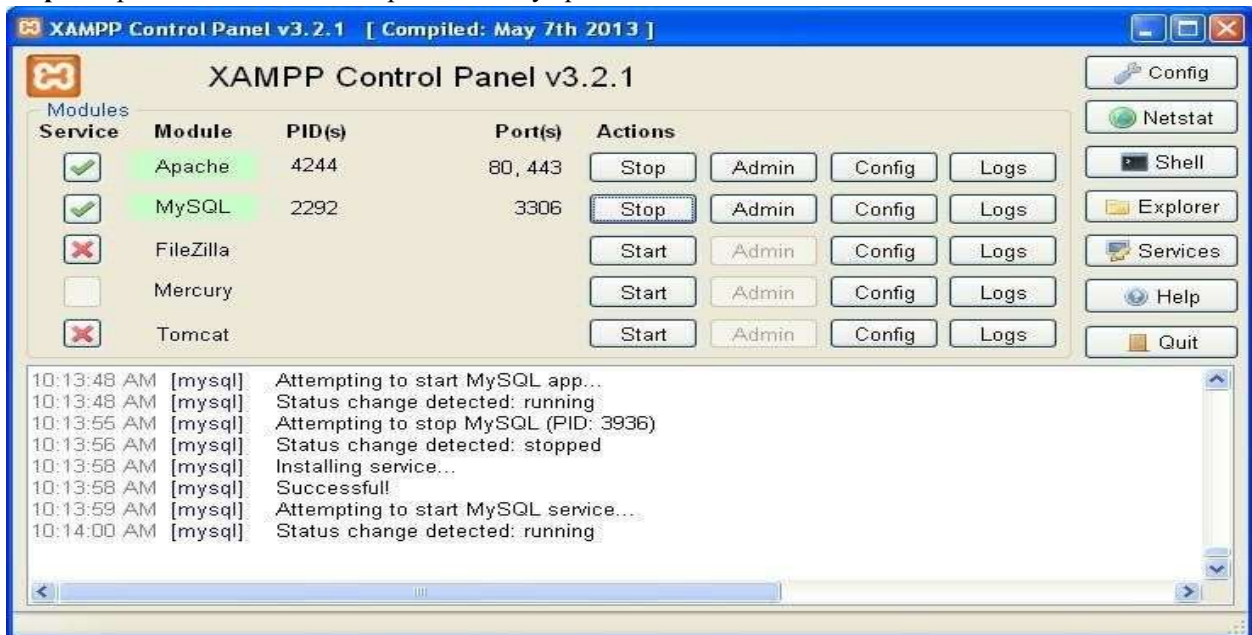 XAMPP Control Panel v3.2.1 [ Compiled: May 7th 2013 ]
XAMPP Control Panel v3.2.1
Config
Modules
Service Module PID(s) Port(s) Actions
Netstat
Apache 4244 80, 443 Stop Admin Config Logs
Shell
MySQL 2292 3306 Stop Admin Config Logs
Explorer
FileZilla Start Admin Config Logs
Services
Mercury Start Admin Config Logs
Help
Tomcat Start Admin Config Logs
Quit
10:13:48 AM [mysql] Attempting to start MySQL app...
10:13:48 AM [mysql] Status change detected: running
10:13:55 AM [mysql] Attempting to stop MySQL (PID: 3936)
10:13:56 AM [mysql] Status change detected: stopped
10:13:58 AM [mysql] Installing service...
10:13:58 AM [mysql] Successful!
10:13:59 AM [mysql] Attempting to start MySQL service...
10:14:00 AM [mysql] Status change detected: running